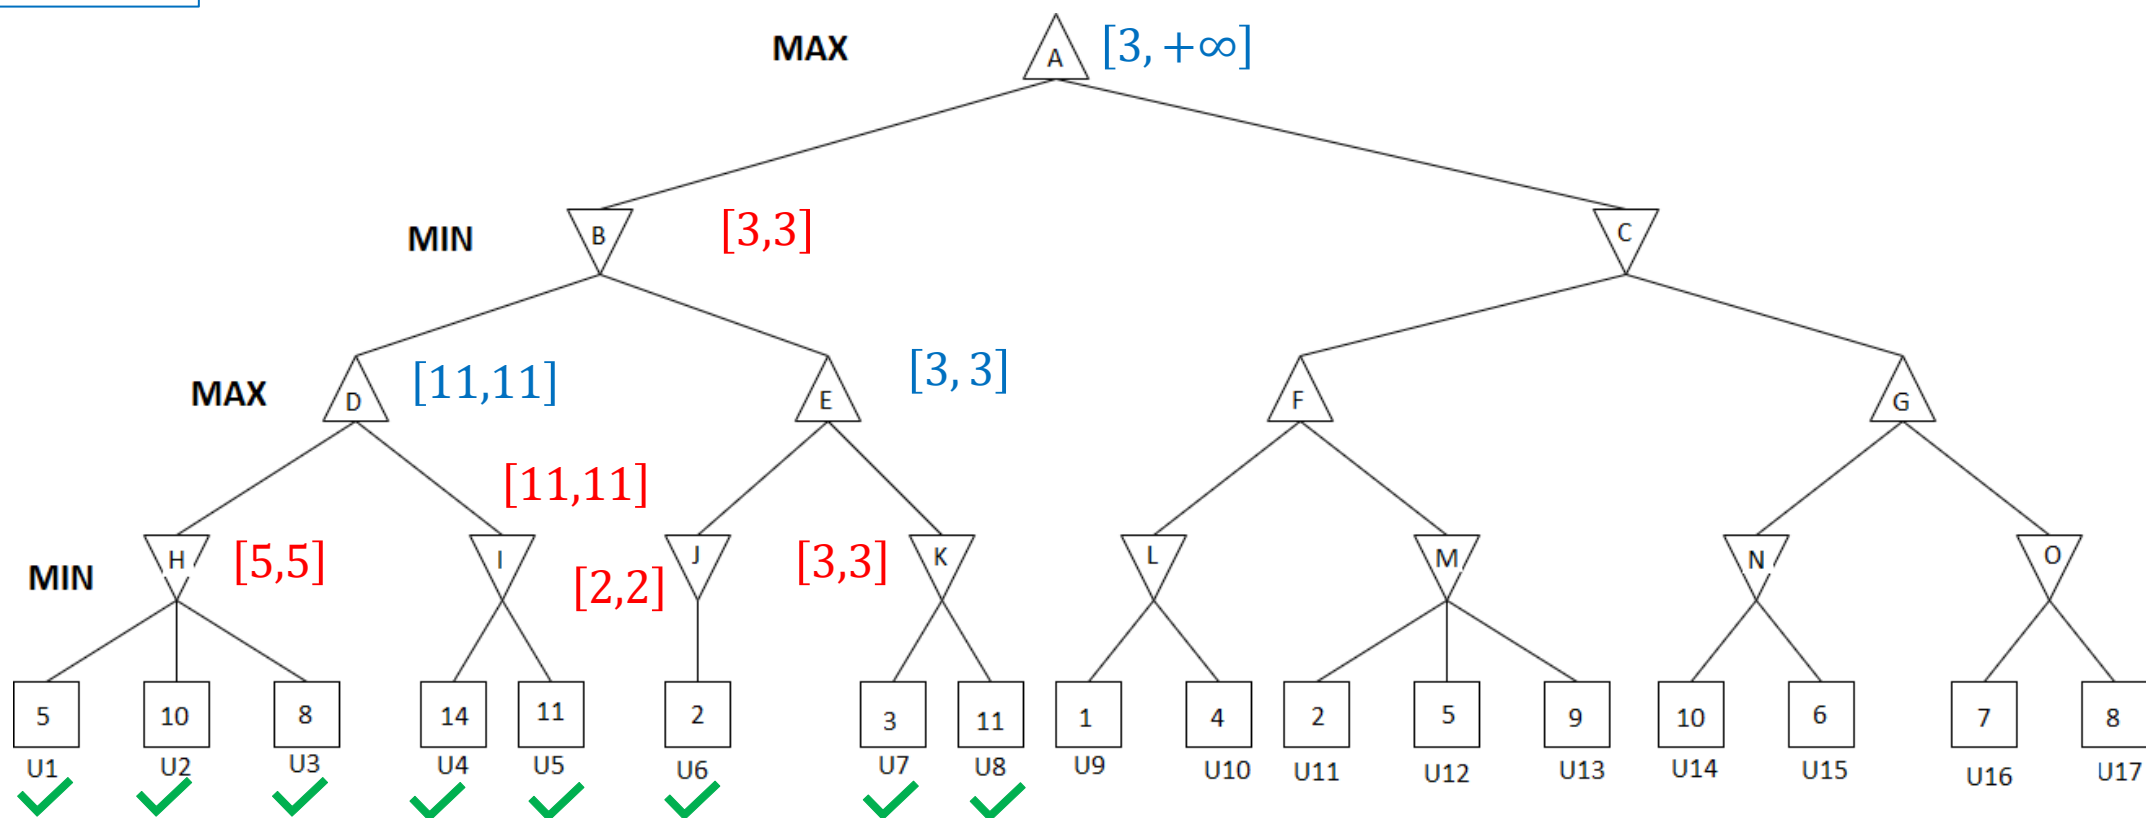 MAX A [3, +∞]
MIN B [3,3] C
MAX D [11,11] E [3, 3] F G
[11,11]
MIN H [5,5] I [2,2] J [3,3] K L M N O
5 10 8 14 11 2 3 11 1 4 2 5 9 10 6 7 8
U1 U2 U3 U4 U5 U6 U7 U8 U9 U10 U11 U12 U13 U14 U15 U16 U17